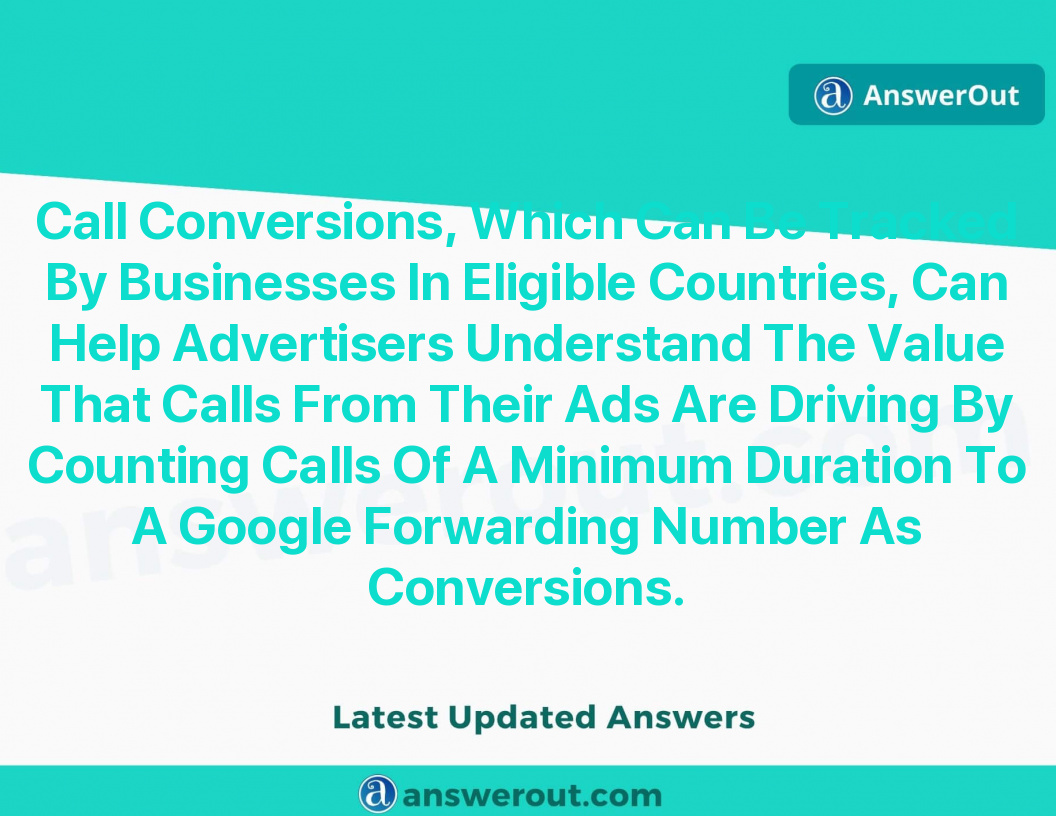 AnswerOut
Call Conversions, Which Can Be Tracked
By Businesses In Eligible Countries, Can
Help Advertisers Understand The Value
That Calls From Their Ads Are Driving By
Counting Calls Of A Minimum Duration To
A Google Forwarding Number As
Conversions.
answerout.com
Latest Updated Answers
answerout.com